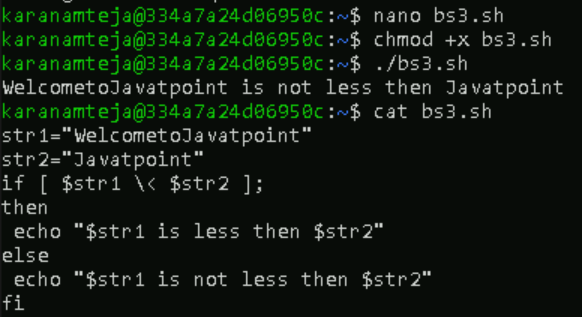 karanamteja@334a7a24d06950c:~$ nano bs3.sh
karanamteja@334a7a24d06950c:~$ chmod +x bs3.sh
karanamteja@334a7a24d06950c:~$ ./bs3.sh
WelcometoJavatpoint is not less then Javatpoint
karanamteja@334a7a24d06950c:~$ cat bs3.sh
str1="WelcometoJavatpoint"
str2="Javatpoint"
if [ $str1 \< $str2 ];
then
 echo "$str1 is less then $str2"
else
 echo "$str1 is not less then $str2"
fi